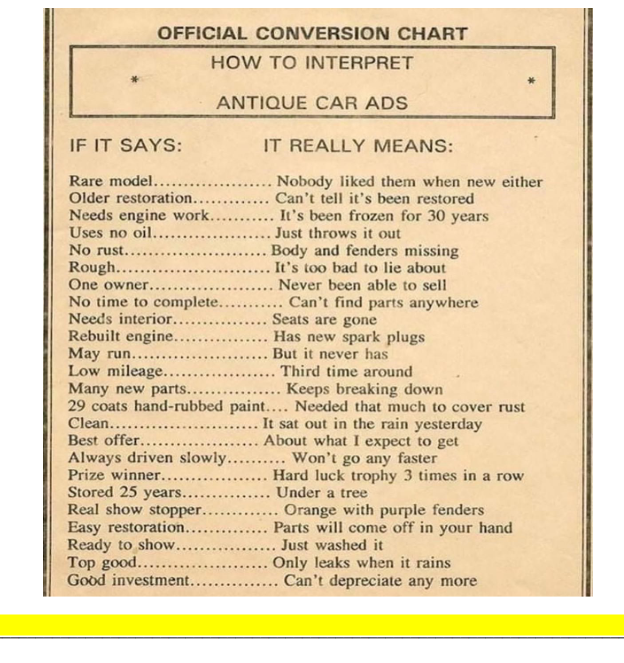 OFFICIAL CONVERSION CHART
HOW TO INTERPRET
* *
ANTIQUE CAR ADS
IF IT SAYS: IT REALLY MEANS:
Rare model.................... Nobody liked them when new either
Older restoration............. Can't tell it's been restored
Needs engine work........... It's been frozen for 30 years
Uses no oil..................... Just throws it out
No rust........................ Body and fenders missing
Rough.......................... It's too bad to lie about
One owner..................... Never been able to sell
No time to complete........... Can't find parts anywhere
Needs interior................ Seats are gone
Rebuilt engine................ Has new spark plugs
May run....................... But it never has
Low mileage................... Third time around
Many new parts................ Keeps breaking down
29 coats hand-rubbed paint.... Needed that much to cover rust
Clean......................... It sat out in the rain yesterday
Best offer.................... About what I expect to get
Always driven slowly.......... Won't go any faster
Prize winner.................. Hard luck trophy 3 times in a row
Stored 25 years............... Under a tree
Real show stopper............. Orange with purple fenders
Easy restoration............... Parts will come off in your hand
Ready to show................. Just washed it
Top good...................... Only leaks when it rains
Good investment............... Can't depreciate any more